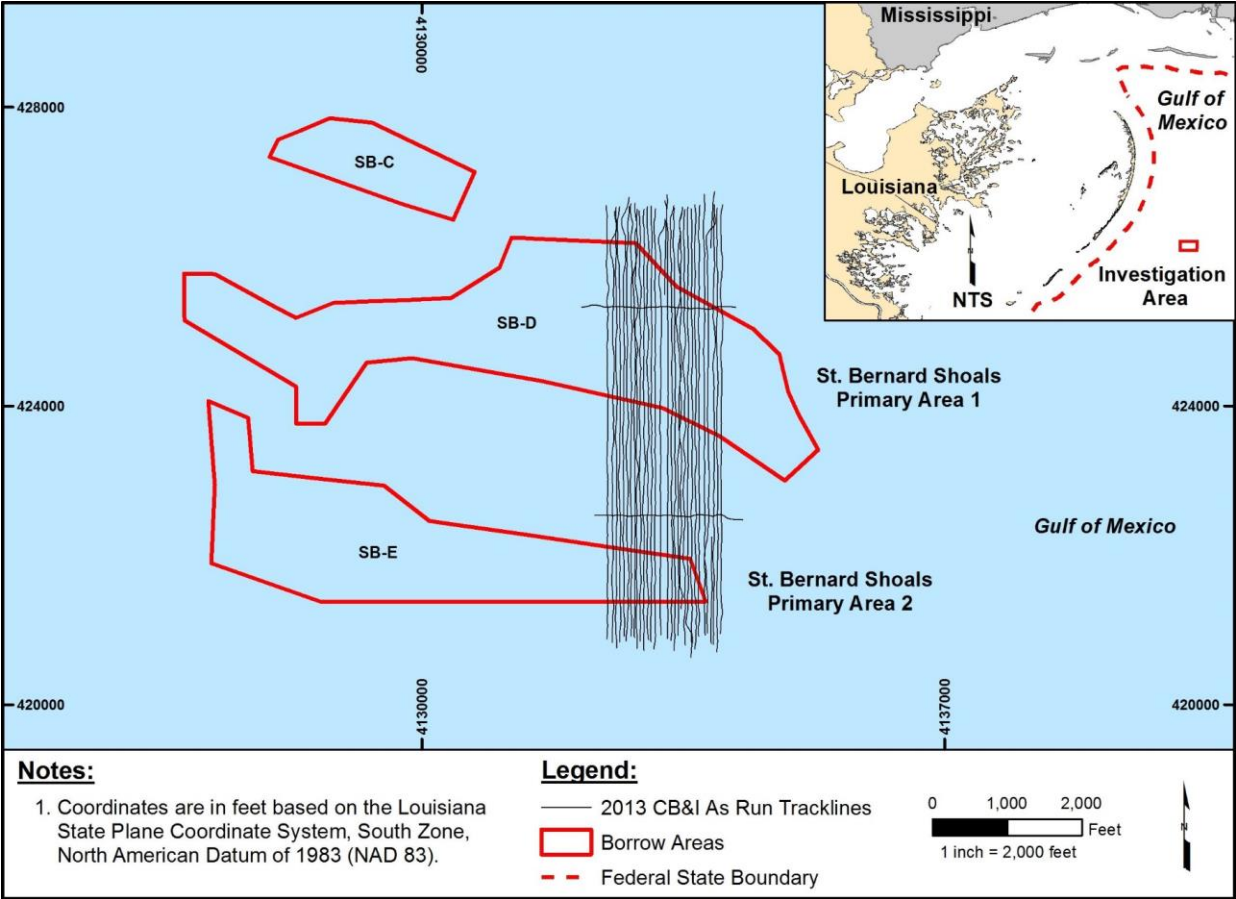 4130000
Mississippi
428000
Gulf of
Mexico
SB-C
Louisiana
Investigation
Area
N
NTS
SB-D
St. Bernard Shoals
Primary Area 1
424000
424000
Gulf of Mexico
SB-E
St. Bernard Shoals
Primary Area 2
4130000
4137000
420000
420000
Notes:
1. Coordinates are in feet based on the Louisiana
State Plane Coordinate System, South Zone,
North American Datum of 1983 (NAD 83).
Legend:
2013 CB&I As Run Tracklines
Borrow Areas
Federal State Boundary
0 1,000 2,000
Feet
1 inch = 2,000 feet
N